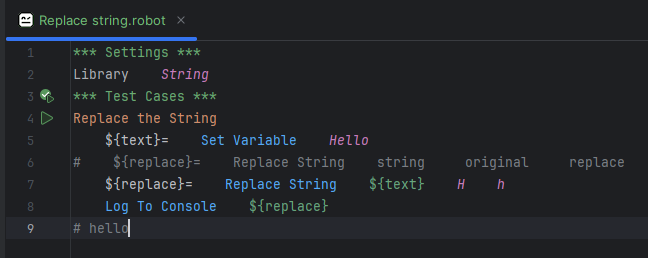 Replace string.robot
1 *** Settings ***
2 Library    String
3 *** Test Cases ***
4 Replace the String
5     ${text}=    Set Variable    Hello
6 #    ${replace}=    Replace String    string    original    replace
7     ${replace}=    Replace String    ${text}    H    h
8     Log To Console    ${replace}
9 # hello